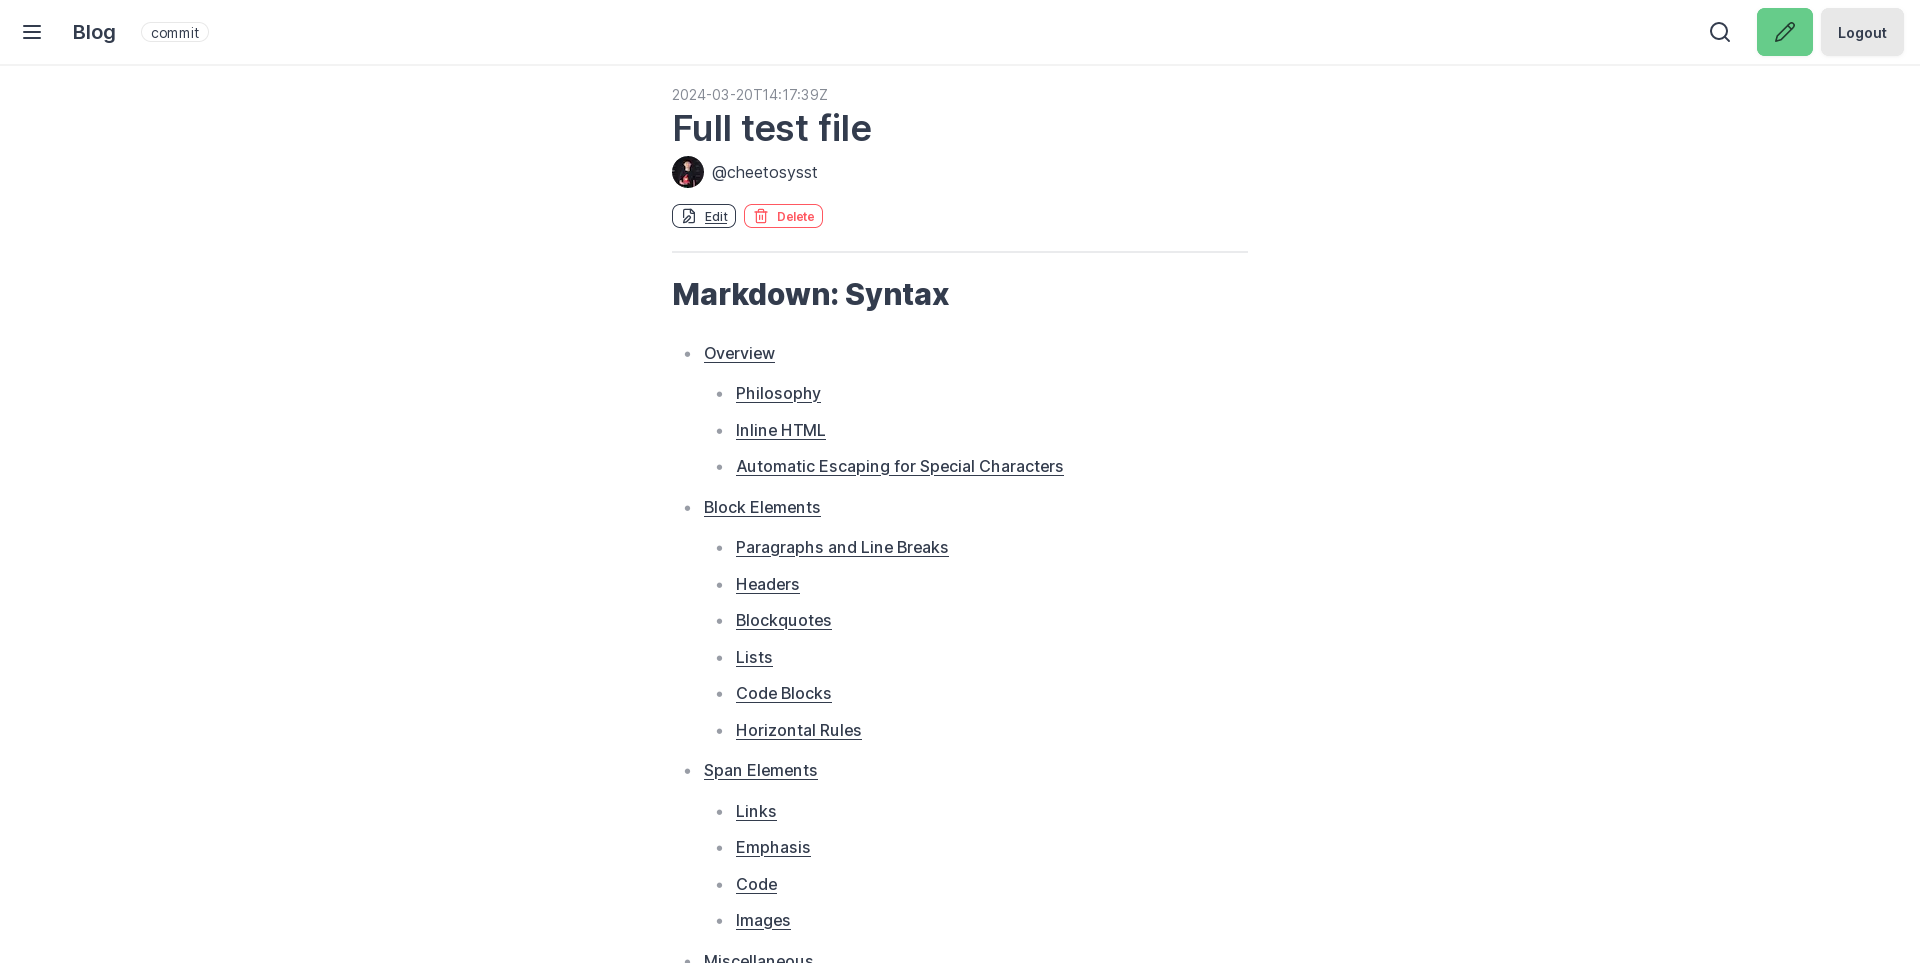 Blog commit Logout
2024-03-20T14:17:39Z
Full test file
@cheetosysst
Edit Delete
Markdown: Syntax
Overview
Philosophy
Inline HTML
Automatic Escaping for Special Characters
Block Elements
Paragraphs and Line Breaks
Headers
Blockquotes
Lists
Code Blocks
Horizontal Rules
Span Elements
Links
Emphasis
Code
Images
Miscellaneous